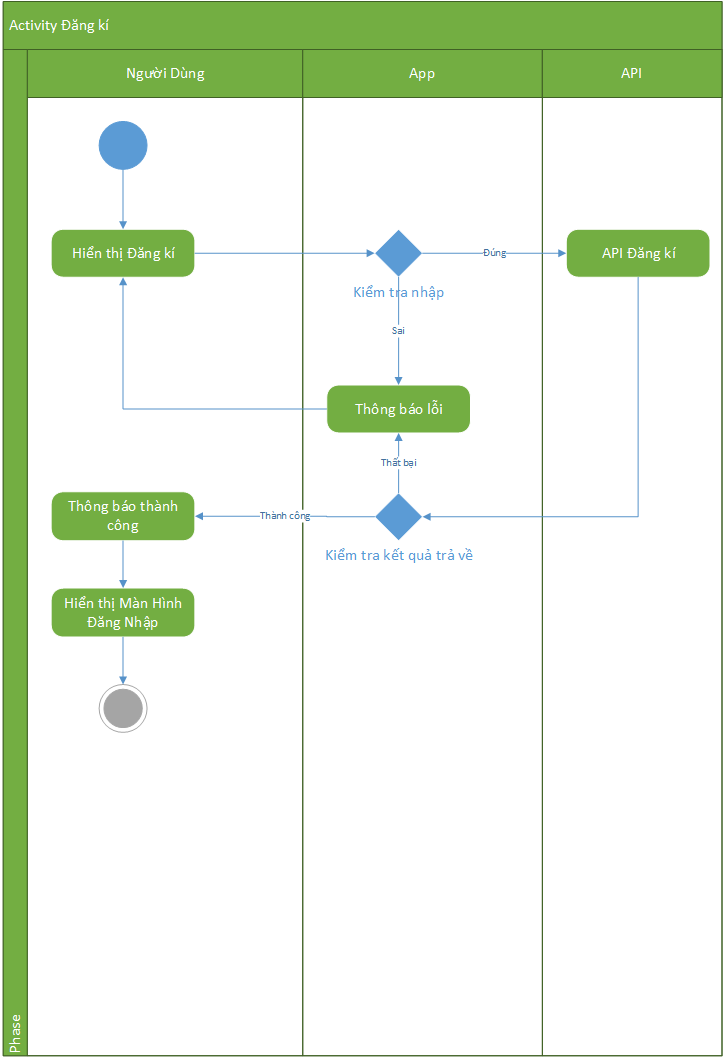 Activity Đăng kí
Người Dùng
App
API
Hiển thị Đăng kí
Kiểm tra nhập
Đúng
API Đăng kí
Sai
Thông báo lỗi
Thất bại
Thông báo thành
công
Thành công
Kiểm tra kết quả trả về
Hiển thị Màn Hình
Đăng Nhập
Phase